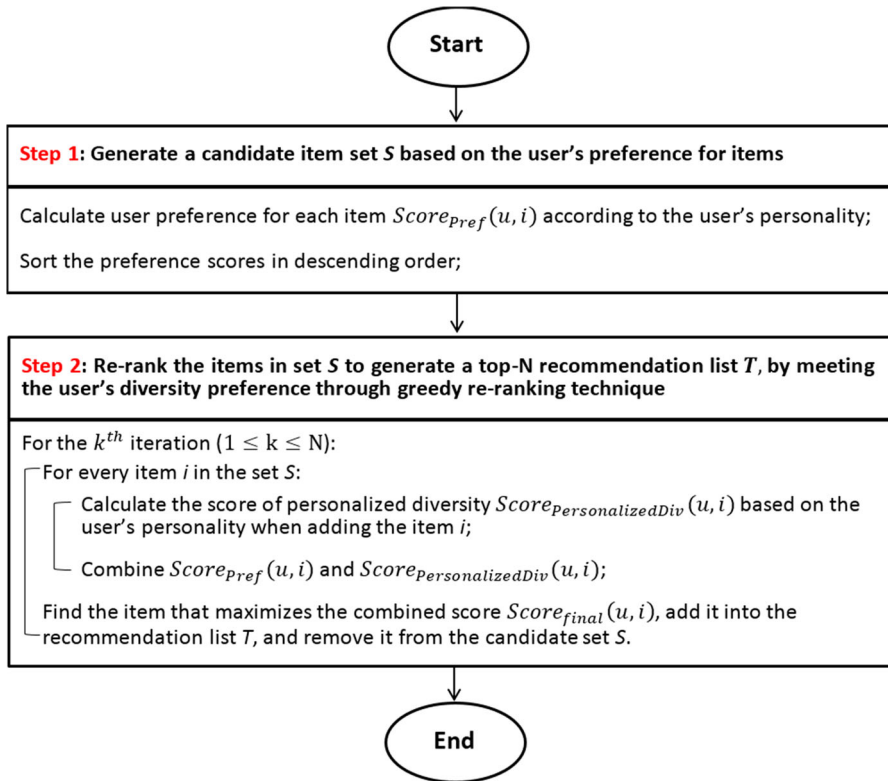 Start
Step 1: Generate a candidate item set S based on the user's preference for items
Calculate user preference for each item Score_Pref(u, i) according to the user's personality;
Sort the preference scores in descending order;
Step 2: Re-rank the items in set S to generate a top-N recommendation list T, by meeting
the user's diversity preference through greedy re-ranking technique
For the k^th iteration (1 ≤ k ≤ N):
For every item i in the set S:
Calculate the score of personalized diversity Score_PersonalizedDiv(u, i) based on the
user's personality when adding the item i;
Combine Score_Pref(u, i) and Score_PersonalizedDiv(u, i);
Find the item that maximizes the combined score Score_final(u, i), add it into the
recommendation list T, and remove it from the candidate set S.
End